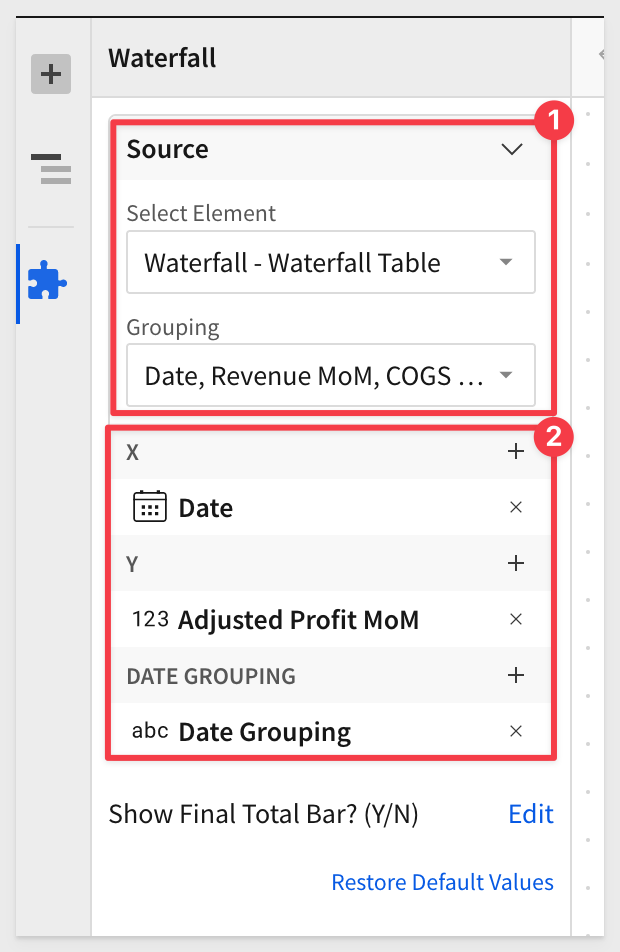 Waterfall
1
Source
Select Element
Waterfall - Waterfall Table
Grouping
Date, Revenue MoM, COGS ...
2
X
Date
Y
123 Adjusted Profit MoM
DATE GROUPING
abc Date Grouping
Show Final Total Bar? (Y/N) Edit
Restore Default Values